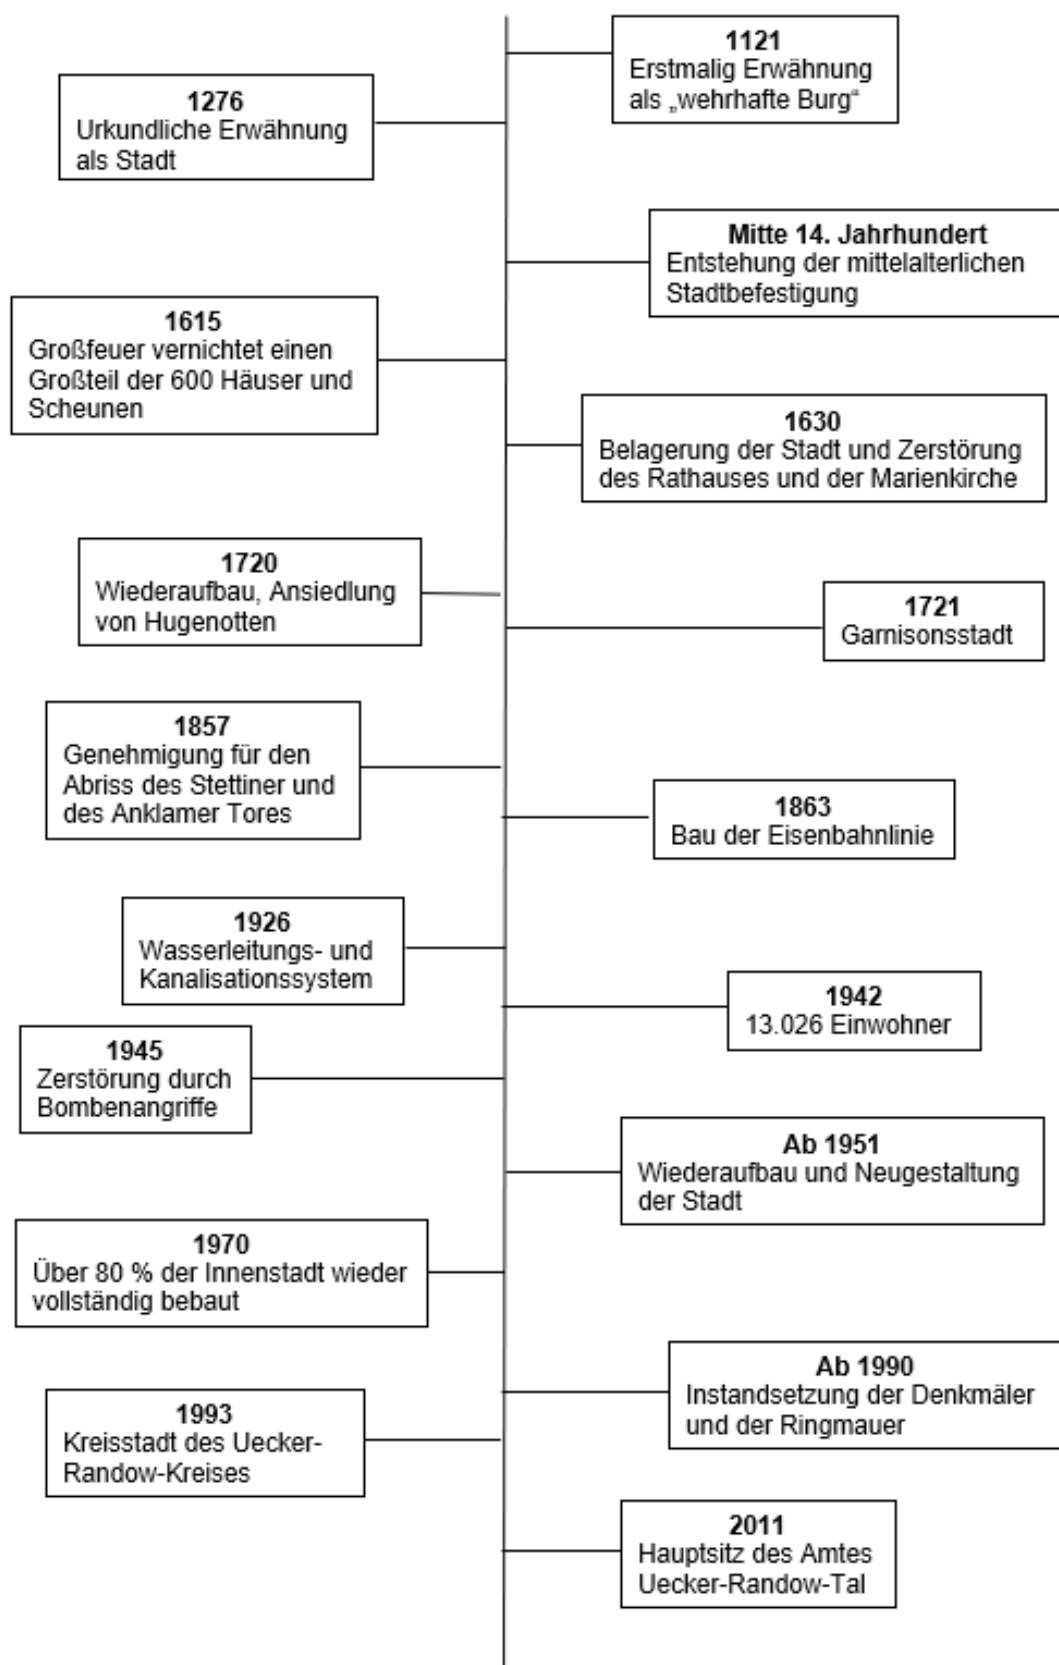 1121
Erstmalig Erwähnung
als „wehrhafte Burg“
1276
Urkundliche Erwähnung
als Stadt
Mitte 14. Jahrhundert
Entstehung der mittelalterlichen
Stadtbefestigung
1615
Großfeuer vernichtet einen
Großteil der 600 Häuser und
Scheunen
1630
Belagerung der Stadt und Zerstörung
des Rathauses und der Marienkirche
1720
Wiederaufbau, Ansiedlung
von Hugenotten
1721
Garnisonsstadt
1857
Genehmigung für den
Abriss des Stettiner und
des Anklamer Tores
1863
Bau der Eisenbahnlinie
1926
Wasserleitungs- und
Kanalisationssystem
1942
13.026 Einwohner
1945
Zerstörung durch
Bombenangriffe
Ab 1951
Wiederaufbau und Neugestaltung
der Stadt
1970
Über 80 % der Innenstadt wieder
vollständig bebaut
Ab 1990
Instandsetzung der Denkmäler
und der Ringmauer
1993
Kreisstadt des Uecker-
Randow-Kreises
2011
Hauptsitz des Amtes
Uecker-Randow-Tal